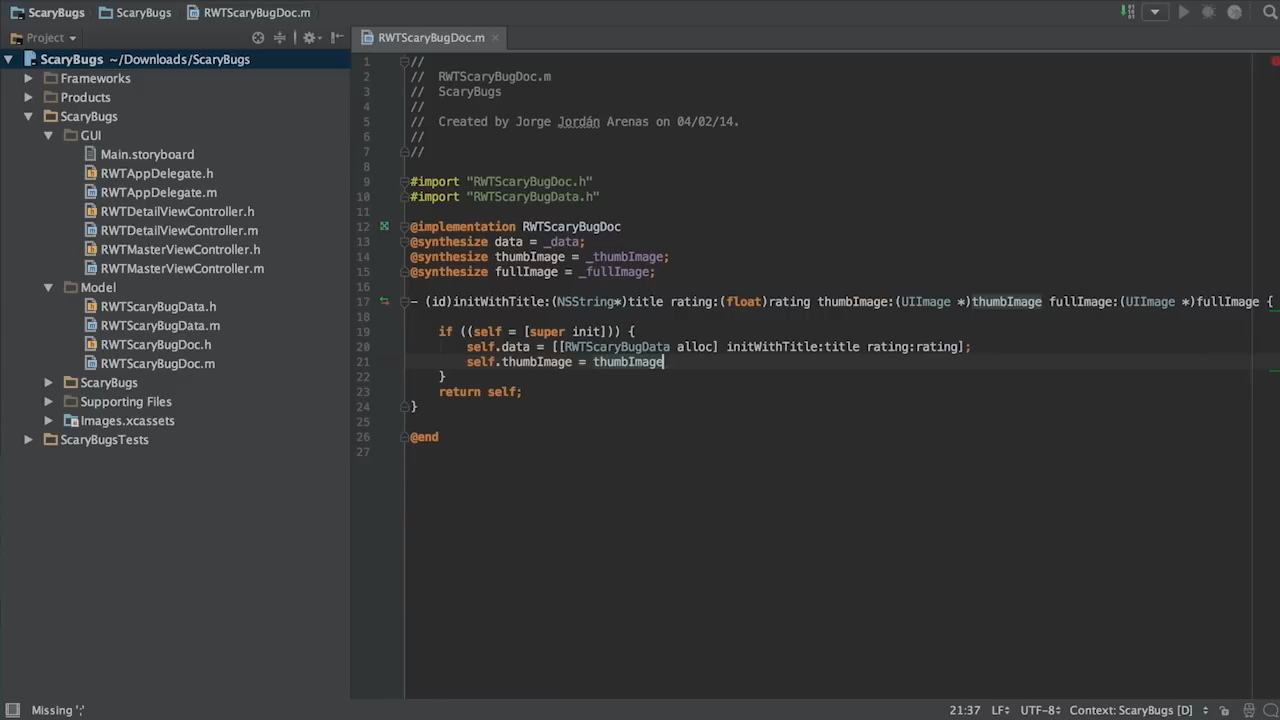 ScaryBugs ScaryBugs RWTScaryBugDoc.m
Project
RWTScaryBugDoc.m
ScaryBugs ~/Downloads/ScaryBugs
Frameworks
Products
ScaryBugs
GUI
Main.storyboard
RWTAppDelegate.h
RWTAppDelegate.m
RWTDetailViewController.h
RWTDetailViewController.m
RWTMasterViewController.h
RWTMasterViewController.m
Model
RWTScaryBugData.h
RWTScaryBugData.m
RWTScaryBugDoc.h
RWTScaryBugDoc.m
ScaryBugs
Supporting Files
Images.xcassets
ScaryBugsTests
1 //
2 // RWTScaryBugDoc.m
3 // ScaryBugs
4 //
5 // Created by Jorge Jordán Arenas on 04/02/14.
6 //
7 //
8
9 #import "RWTScaryBugDoc.h"
10 #import "RWTScaryBugData.h"
11
12 @implementation RWTScaryBugDoc
13 @synthesize data = _data;
14 @synthesize thumbImage = _thumbImage;
15 @synthesize fullImage = _fullImage;
16
17 - (id)initWithTitle:(NSString*)title rating:(float)rating thumbImage:(UIImage *)thumbImage fullImage:(UIImage *)fullImage {
18
19 if ((self = [super init])) {
20 self.data = [[RWTScaryBugData alloc] initWithTitle:title rating:rating];
21 self.thumbImage = thumbImage
22 }
23 return self;
24 }
25
26 @end
27
Missing ';'
21:37 LF UTF-8 Context: ScaryBugs [D]